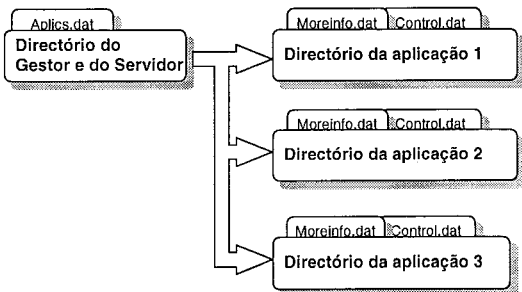 Aplics.dat
Directório do
Gestor e do Servidor
Moreinfo.dat Control.dat
Directório da aplicação 1
Moreinfo.dat Control.dat
Directório da aplicação 2
Moreinfo.dat Control.dat
Directório da aplicação 3